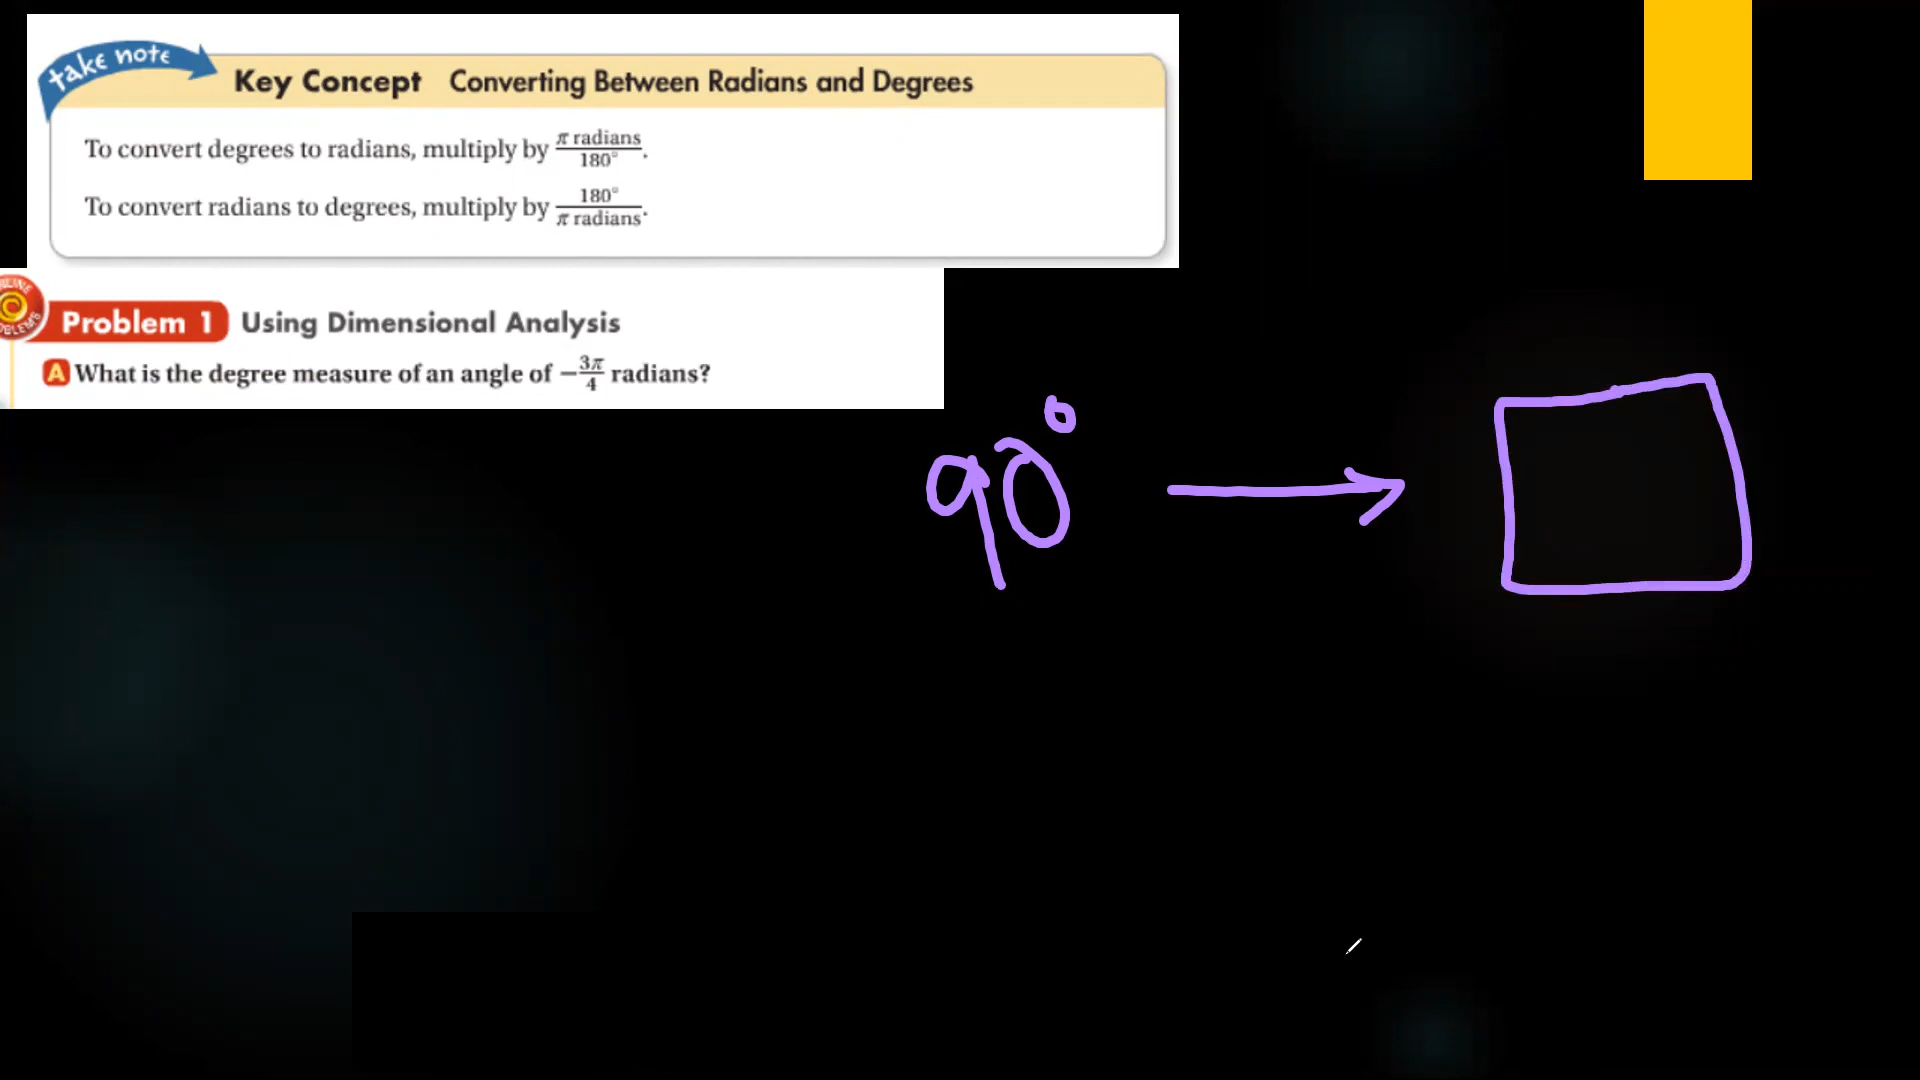 take note
Key Concept Converting Between Radians and Degrees
To convert degrees to radians, multiply by π radians/180°.
To convert radians to degrees, multiply by 180°/π radians.
Problem 1 Using Dimensional Analysis
A What is the degree measure of an angle of −3π/4 radians?
90°